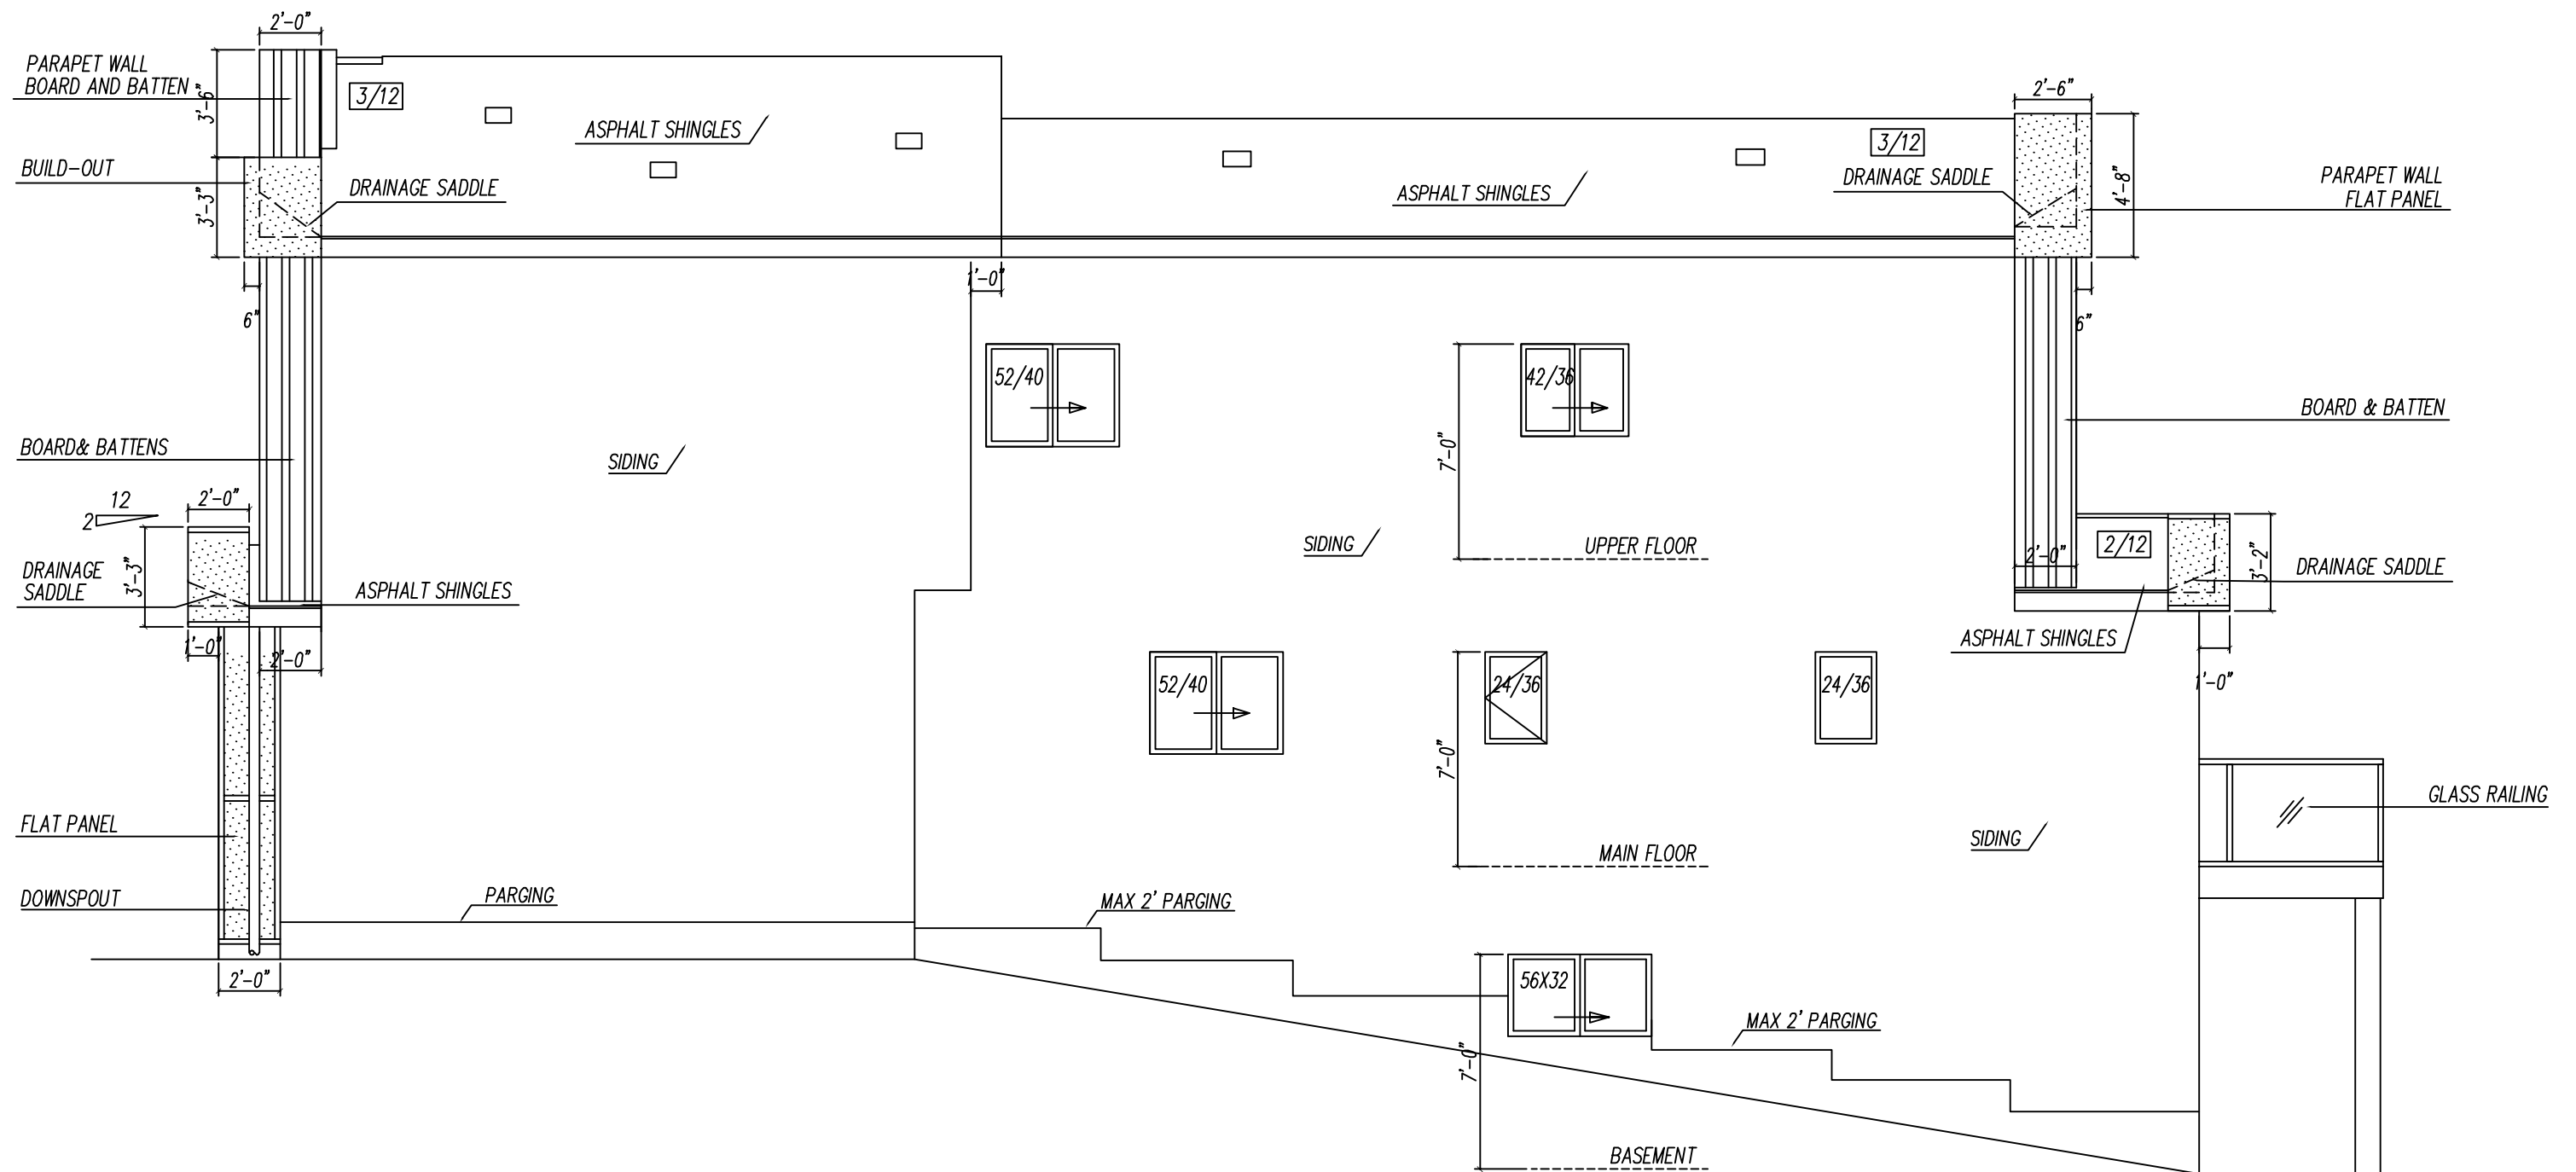 2'-0"
PARAPET WALL
BOARD AND BATTEN
3'-6"
3/12
ASPHALT SHINGLES
2'-6"
3/12
BUILD-OUT
3'-3"
DRAINAGE SADDLE
ASPHALT SHINGLES
DRAINAGE SADDLE
4'-8"
PARAPET WALL
FLAT PANEL
1'-0"
6"
6"
52/40
42/36
7'-0"
BOARD & BATTEN
BOARD& BATTENS
SIDING
12
2
2'-0"
SIDING
UPPER FLOOR
2'-0"
2/12
3'-2"
DRAINAGE SADDLE
DRAINAGE
SADDLE
3'-3"
ASPHALT SHINGLES
1'-0"
2'-0"
ASPHALT SHINGLES
1'-0"
52/40
24/36
24/36
7'-0"
GLASS RAILING
FLAT PANEL
SIDING
MAIN FLOOR
DOWNSPOUT
PARGING
MAX 2' PARGING
2'-0"
56X32
MAX 2' PARGING
7'-0"
BASEMENT